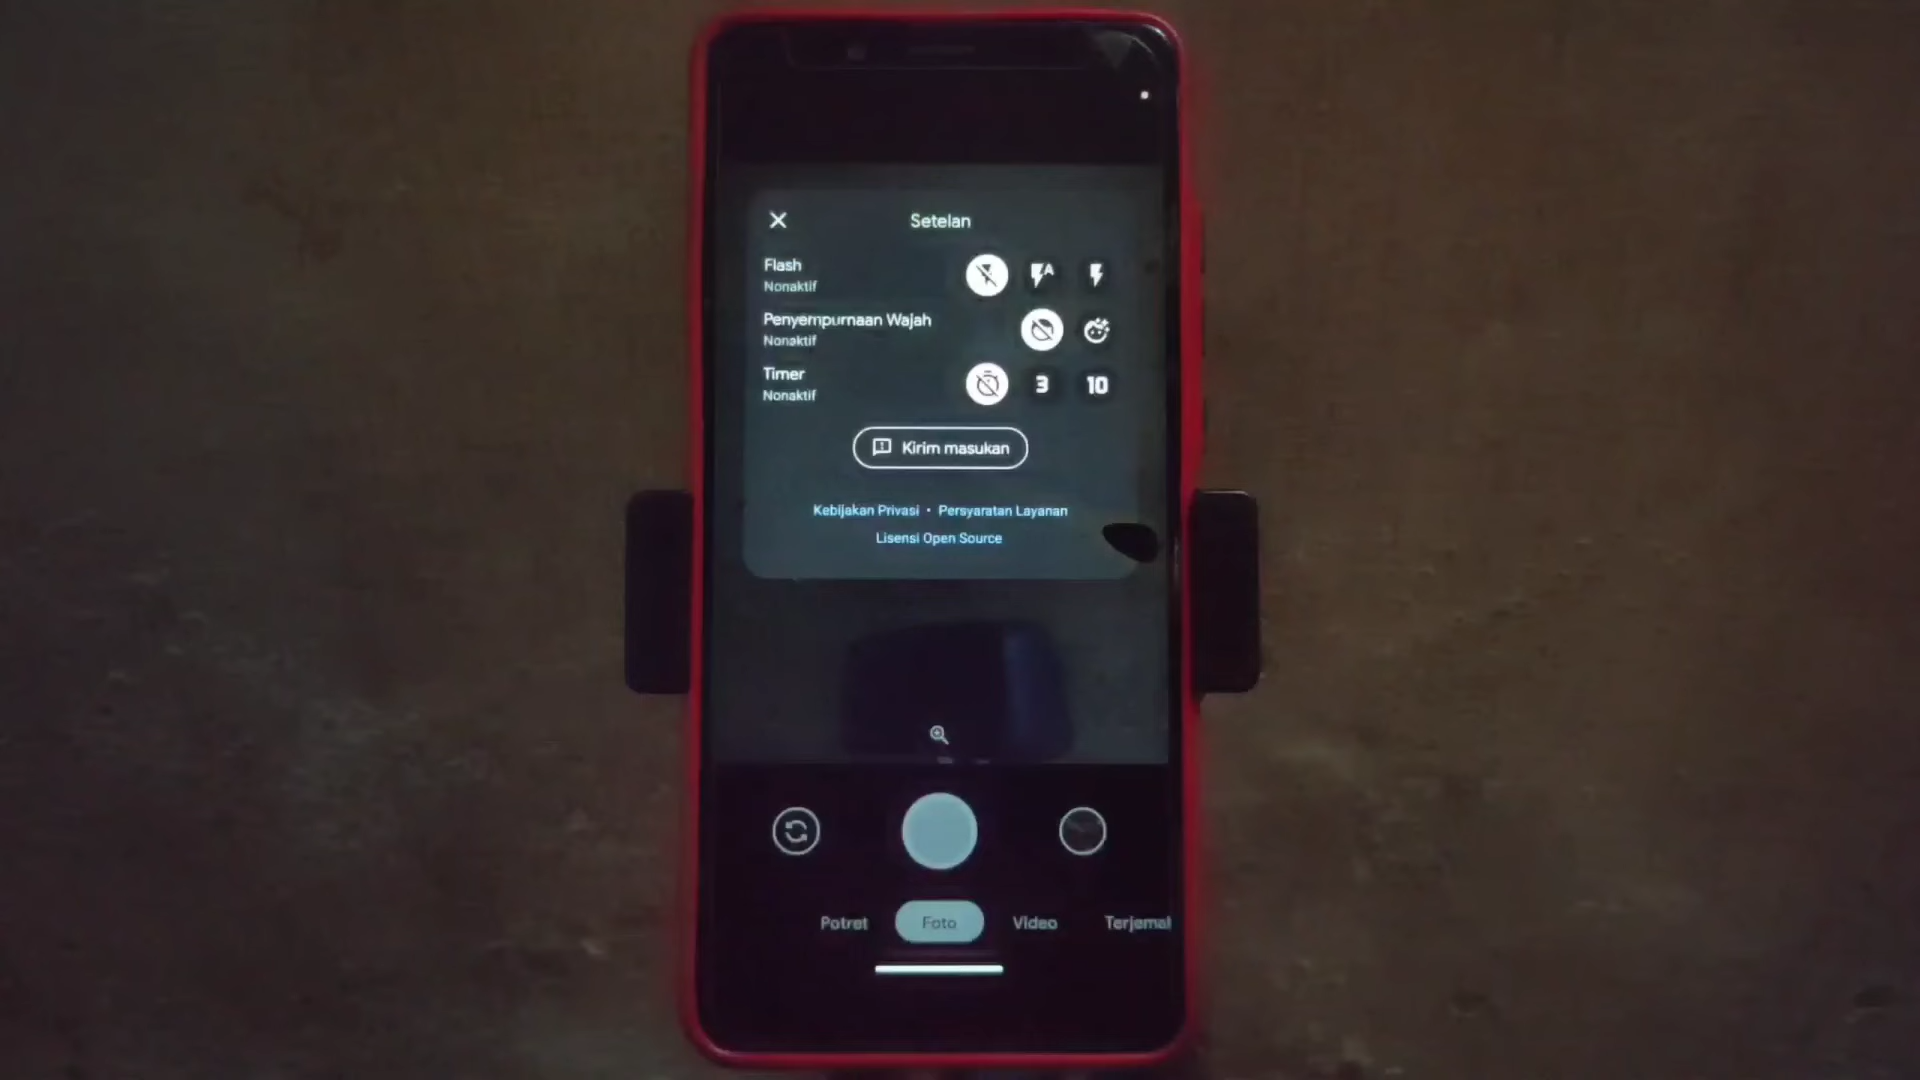 Setelan
Flash
Nonaktif
A
Penyempurnaan Wajah
Nonaktif
Timer
Nonaktif
3 10
Kirim masukan
Kebijakan Privasi • Persyaratan Layanan
Lisensi Open Source
Potret Foto Video Terjemah